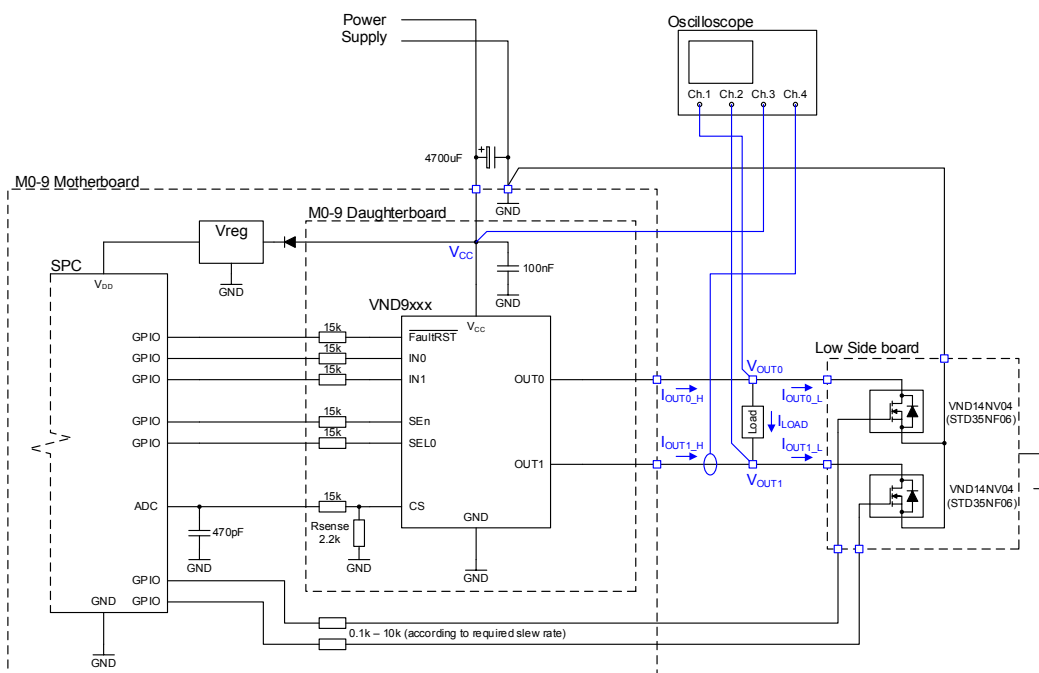 Power
Supply
Oscilloscope
Ch.1 Ch.2 Ch.3 Ch.4
4700uF
+
GND
M0-9 Motherboard
M0-9 Daughterboard
Vreg
GND
VCC
100nF
GND
SPC
VDD
VND9xxx
VCC
GPIO
15k
FaultRST
GPIO
15k
IN0
GPIO
15k
IN1
OUT0
GPIO
15k
SEn
GPIO
15k
SEL0
OUT1
ADC
15k
CS
470pF
GND
Rsense
2.2k
GND
GND
GND
GPIO
GND
GPIO
GND
0.1k – 10k (according to required slew rate)
VOUT0
IOUT0_H
IOUT0_L
Load
ILOAD
IOUT1_H
IOUT1_L
VOUT1
Low Side board
VND14NV04
(STD35NF06)
VND14NV04
(STD35NF06)